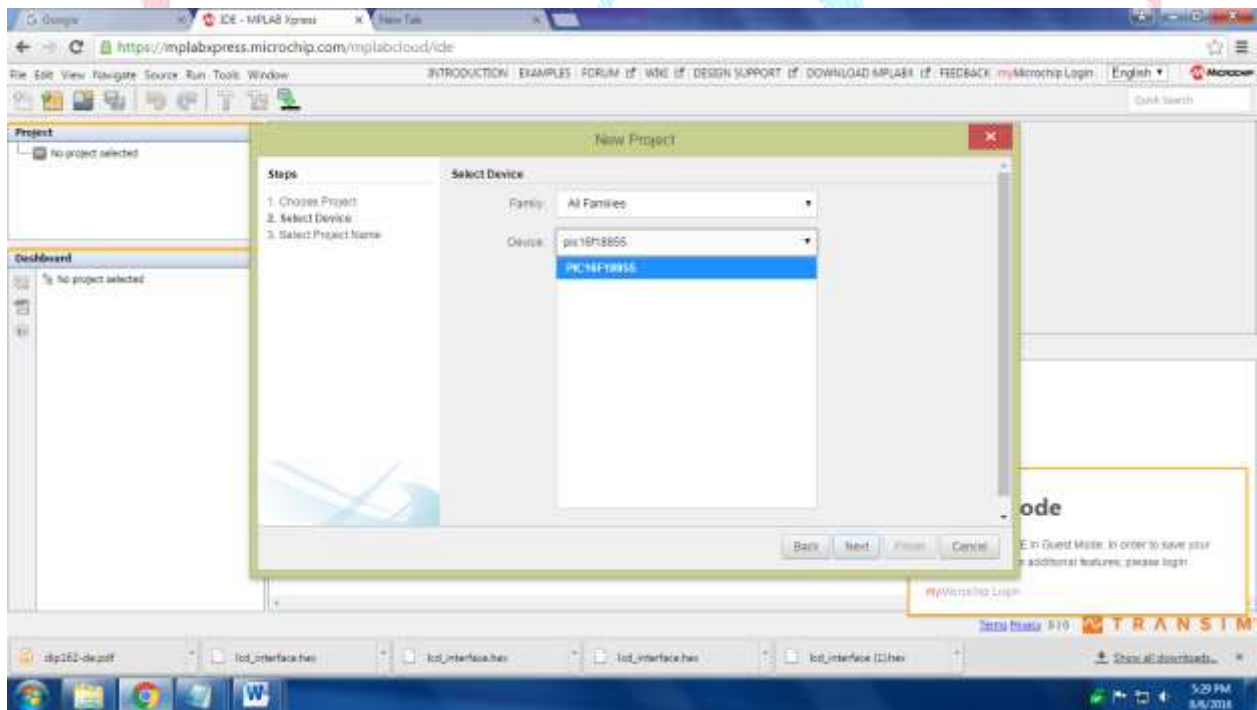 Google
IDE - MPLAB Xpress
New Tab
https://mplabxpress.microchip.com/mplabcloud/ide
File Edit View Navigate Source Run Tools Window
INTRODUCTION EXAMPLES FORUM WIKI DESIGN SUPPORT DOWNLOAD MPLABX FEEDBACK myMicrochip Login English Microchip
Quick Search
Project
No project selected
Dashboard
No project selected
New Project
Steps
1. Choose Project
2. Select Device
3. Select Project Name
Select Device
Family: All Families
Device: pic16f18855
PIC16F18855
Back Next Finish Cancel
ode
E in Guest Mode. In order to save your
additional features, please login
myMicrochip Login
Terms Privacy
TRANSIM
lcd_interface.hex
lcd_interface.hex
lcd_interface.hex
lcd_interface (1).hex
Show all downloads...
5:29 PM